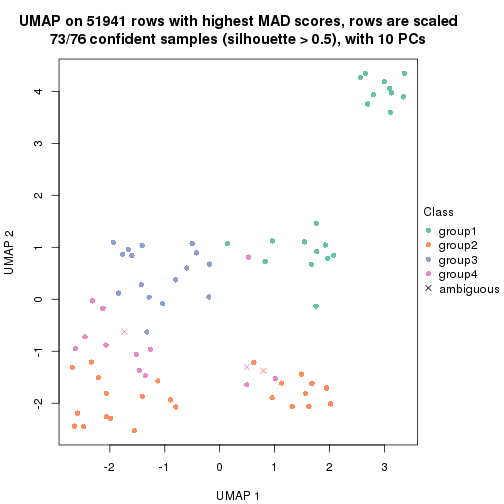 UMAP on 51941 rows with highest MAD scores, rows are scaled
73/76 confident samples (silhouette > 0.5), with 10 PCs
4
3
2
1
0
-1
-2
UMAP 2
-2
-1
0
1
2
3
UMAP 1
Class
group1
group2
group3
group4
ambiguous